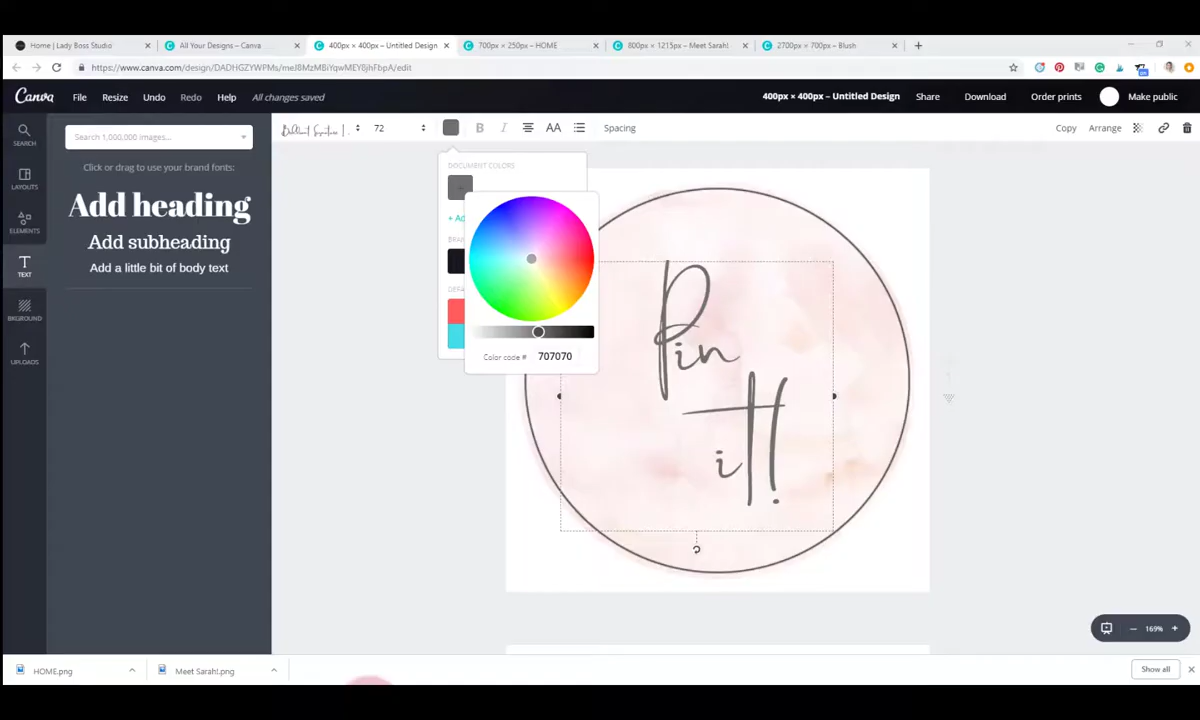 Home | Lady Boss Studio
All Your Designs – Canva
400px × 400px – Untitled Design
700px × 250px – HOME
800px × 1215px – Meet Sarah!
2700px × 700px – Blush
https://www.canva.com/design/DADHGZYWPMs/meJ8MzMBiYqwMEY8jhFbpA/edit
Canva
File
Resize
Undo
Redo
Help
All changes saved
400px × 400px – Untitled Design
Share
Download
Order prints
Make public
SEARCH
LAYOUTS
ELEMENTS
TEXT
BKGROUND
UPLOADS
Search 1,000,000 images...
Click or drag to use your brand fonts:
Add heading
Add subheading
Add a little bit of body text
72
B
I
AA
Spacing
Copy
Arrange
DOCUMENT COLORS
Color code # 707070
Pin
it!
169%
HOME.png
Meet Sarah!.png
Show all